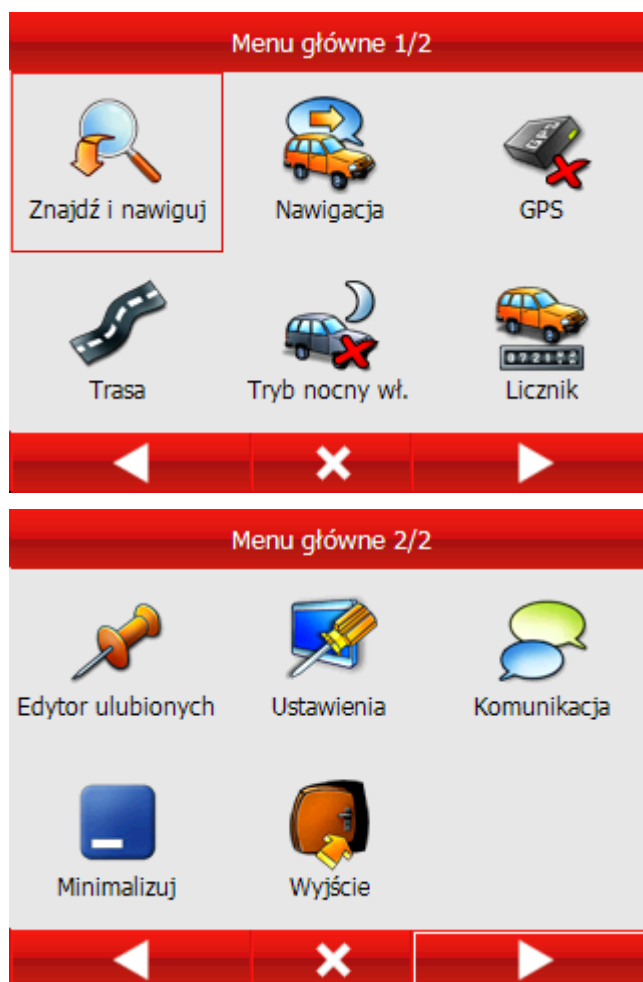 Menu główne 1/2
Znajdź i nawiguj
Nawigacja
GPS
GPS
Trasa
Tryb nocny wł.
Licznik
Menu główne 2/2
Edytor ulubionych
Ustawienia
Komunikacja
Minimalizuj
Wyjście